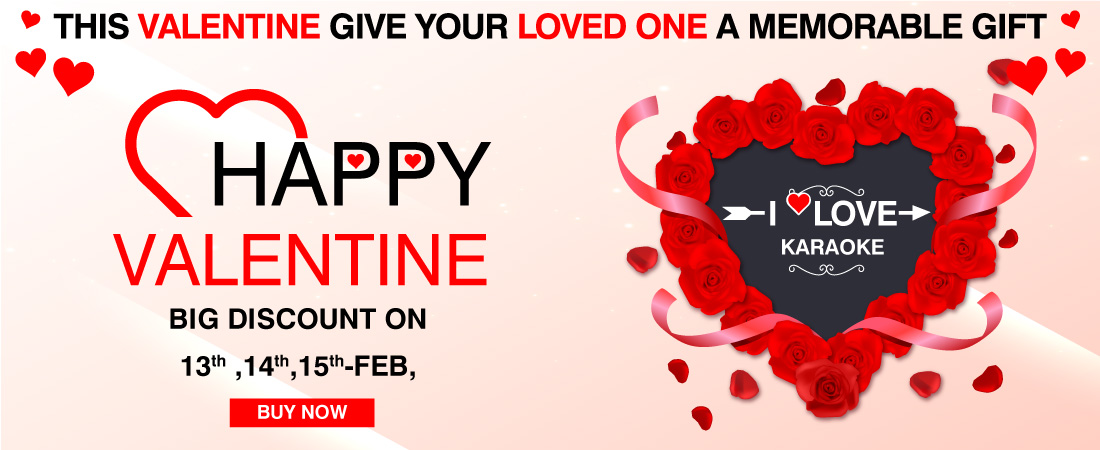 THIS VALENTINE GIVE YOUR LOVED ONE A MEMORABLE GIFT
HAPPY
VALENTINE
BIG DISCOUNT ON
13th ,14th,15th-FEB,
BUY NOW
I LOVE
KARAOKE